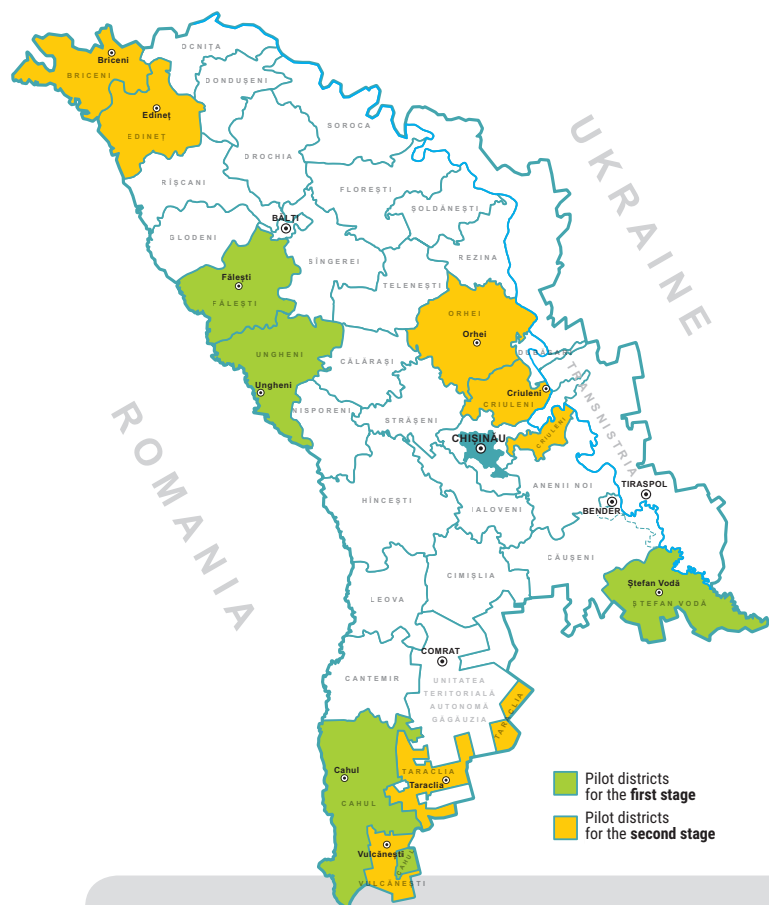 OCNIȚA
Briceni
BRICENI
DONDUȘENI
Edineț
EDINEȚ
SOROCA
UKRAINE
DROCHIA
RÎȘCANI
FLOREȘTI
ȘOLDĂNEȘTI
BĂLȚI
GLODENI
SÎNGEREI
REZINA
Fălești
FĂLEȘTI
TELENEȘTI
ORHEI
Orhei
UNGHENI
DUBĂSARI
CĂLĂRAȘI
TRANSNISTRIA
Ungheni
Criuleni
CRIULENI
NISPORENI
STRĂȘENI
CRIULENI
CHIȘINĂU
ROMANIA
ANENII NOI
TIRASPOL
HÎNCEȘTI
IALOVENI
BENDER
CĂUȘENI
CIMIȘLIA
Ștefan Vodă
ȘTEFAN VODĂ
LEOVA
COMRAT
CANTEMIR
UNITATEA
TERITORIALĂ
AUTONOMĂ
GĂGĂUZIA
TARACLIA
Cahul
TARACLIA
Taraclia
CAHUL
Pilot districts
for the first stage
Pilot districts
for the second stage
Vulcănești
CAHUL
VULCĂNEȘTI